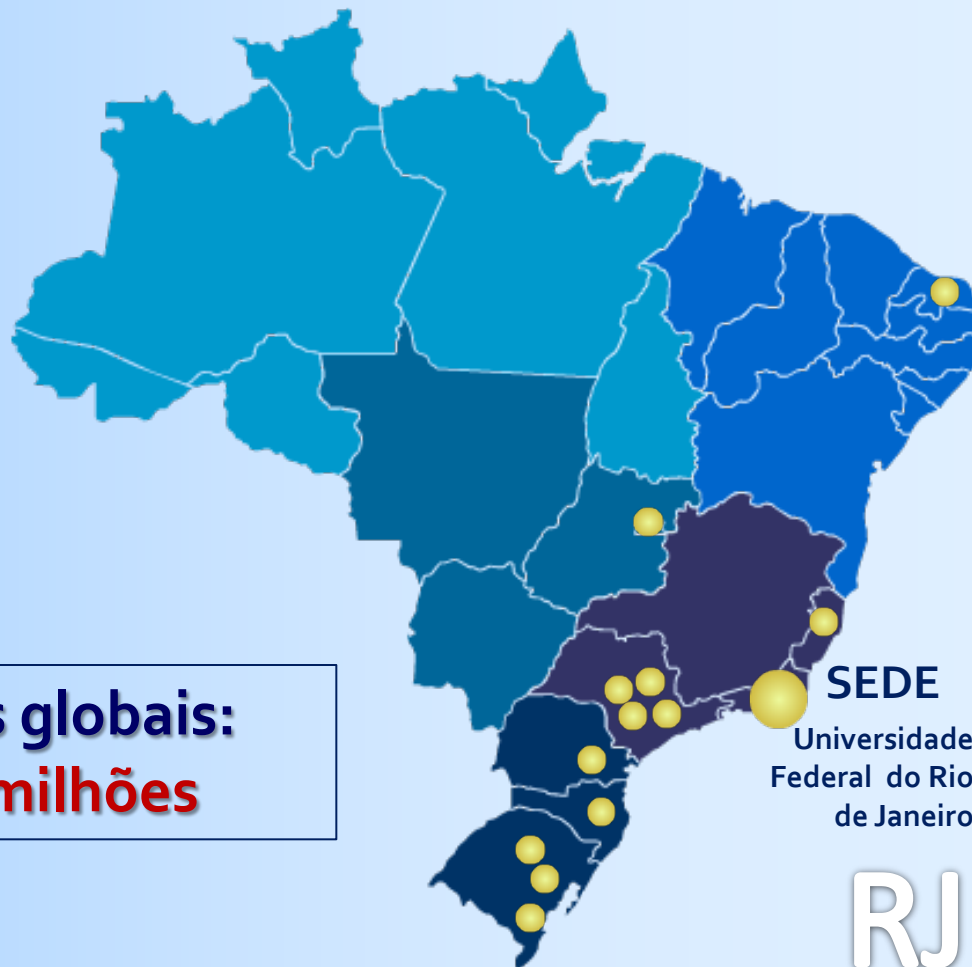 s globais:
milhões
SEDE
Universidade
Federal do Rio
de Janeiro
RJ